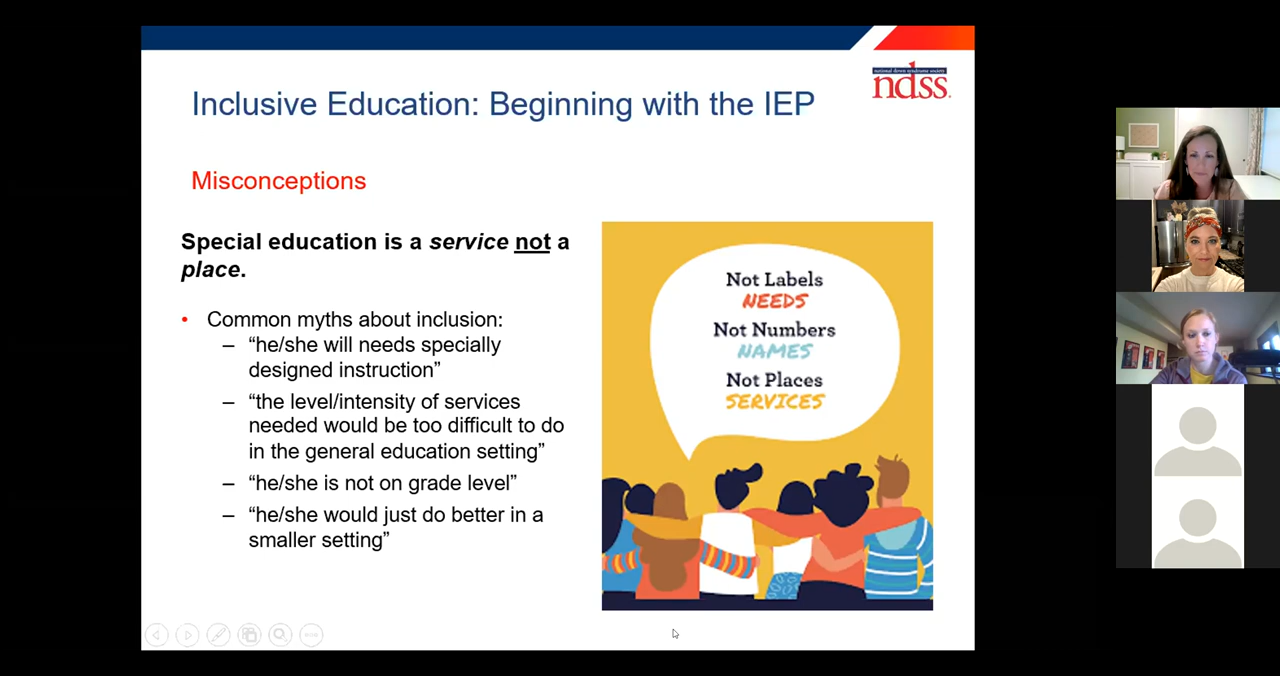 national down syndrome society
ndss.
Inclusive Education: Beginning with the IEP
Misconceptions
Special education is a service not a
place.
• Common myths about inclusion:
– “he/she will needs specially
designed instruction”
– “the level/intensity of services
needed would be too difficult to do
in the general education setting”
– “he/she is not on grade level”
– “he/she would just do better in a
smaller setting”
Not Labels
NEEDS
Not Numbers
NAMES
Not Places
SERVICES